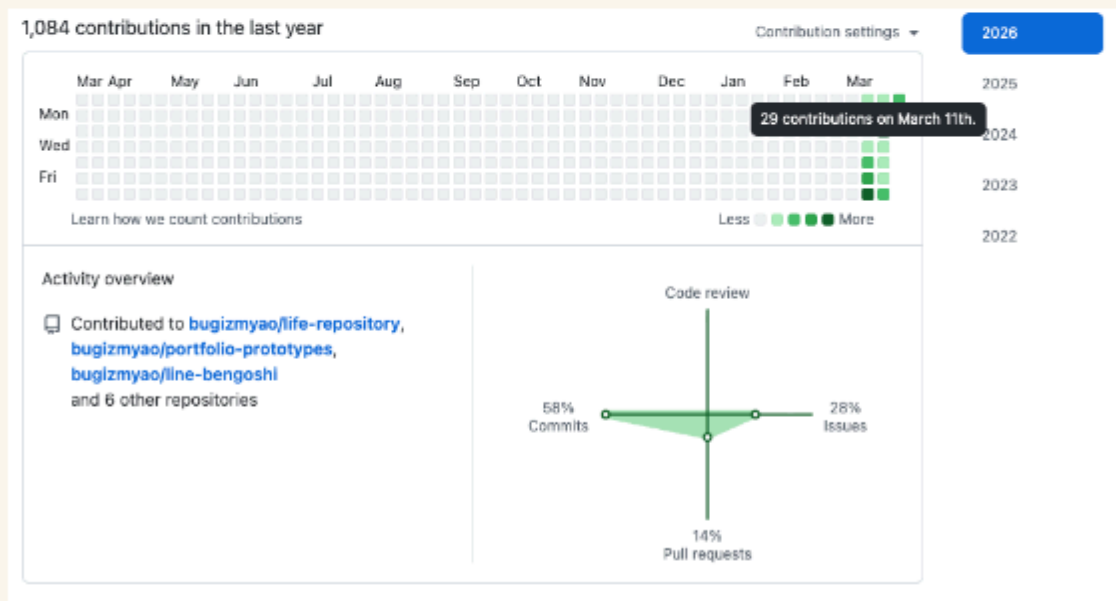 1,084 contributions in the last year
Contribution settings
2026
2025
2024
2023
2022
Mar Apr May Jun Jul Aug Sep Oct Nov Dec Jan Feb Mar
Mon
29 contributions on March 11th.
Wed
Fri
Learn how we count contributions
Less More
Activity overview
Contributed to bugizmyao/life-repository,
bugizmyao/portfolio-prototypes,
bugizmyao/line-bengoshi
and 6 other repositories
Code review
58%
Commits
28%
Issues
14%
Pull requests